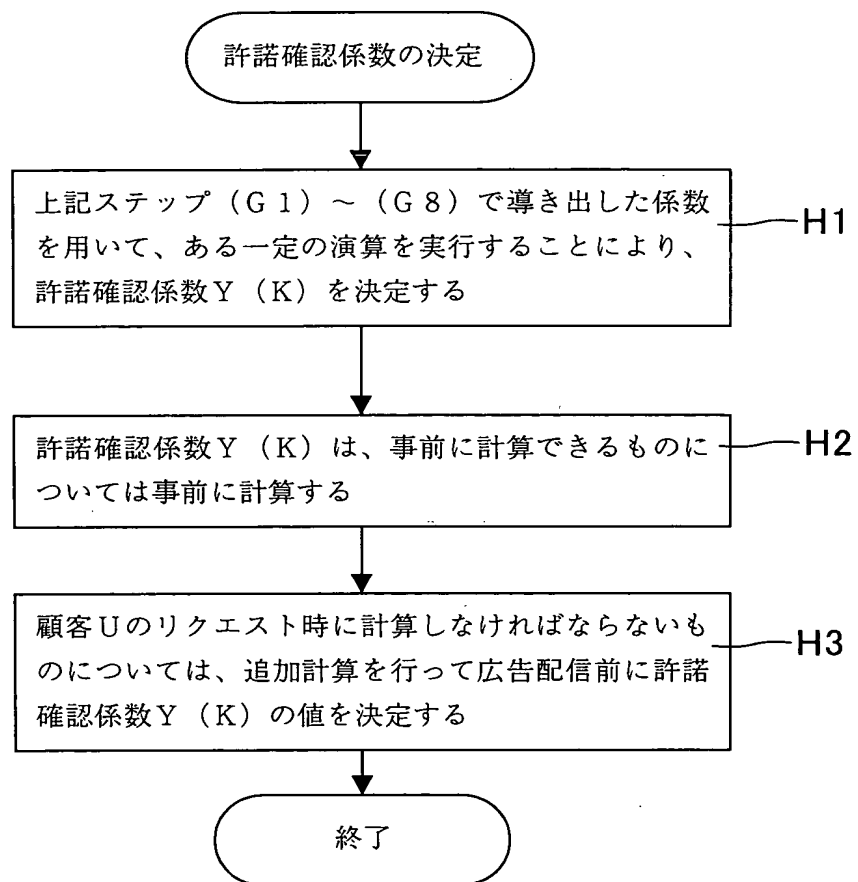 許諾確認係数の決定
上記ステップ（G1）～（G8）で導き出した係数
を用いて、ある一定の演算を実行することにより、
許諾確認係数Y（K）を決定する
H1
許諾確認係数Y（K）は、事前に計算できるものに
ついては事前に計算する
H2
顧客Uのリクエスト時に計算しなければならないも
のについては、追加計算を行って広告配信前に許諾
確認係数Y（K）の値を決定する
H3
終了